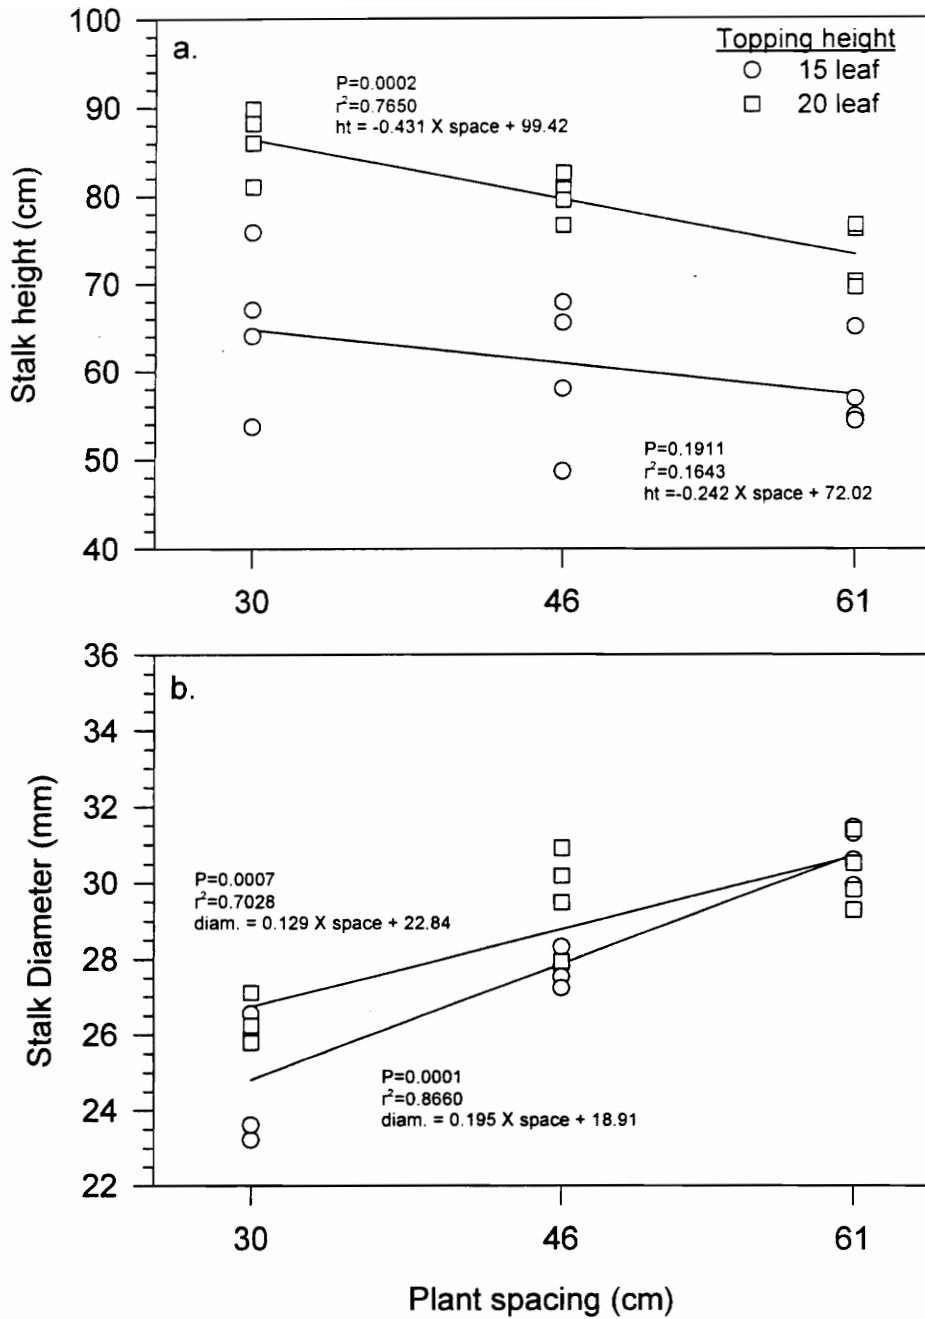 a.
Topping height
15 leaf
20 leaf
P=0.0002
r²=0.7650
ht = -0.431 X space + 99.42
P=0.1911
r²=0.1643
ht =-0.242 X space + 72.02
Stalk height (cm)
100
90
80
70
60
50
40
30 46 61
b.
P=0.0007
r²=0.7028
diam. = 0.129 X space + 22.84
P=0.0001
r²=0.8660
diam. = 0.195 X space + 18.91
Stalk Diameter (mm)
36
34
32
30
28
26
24
22
30 46 61
Plant spacing (cm)